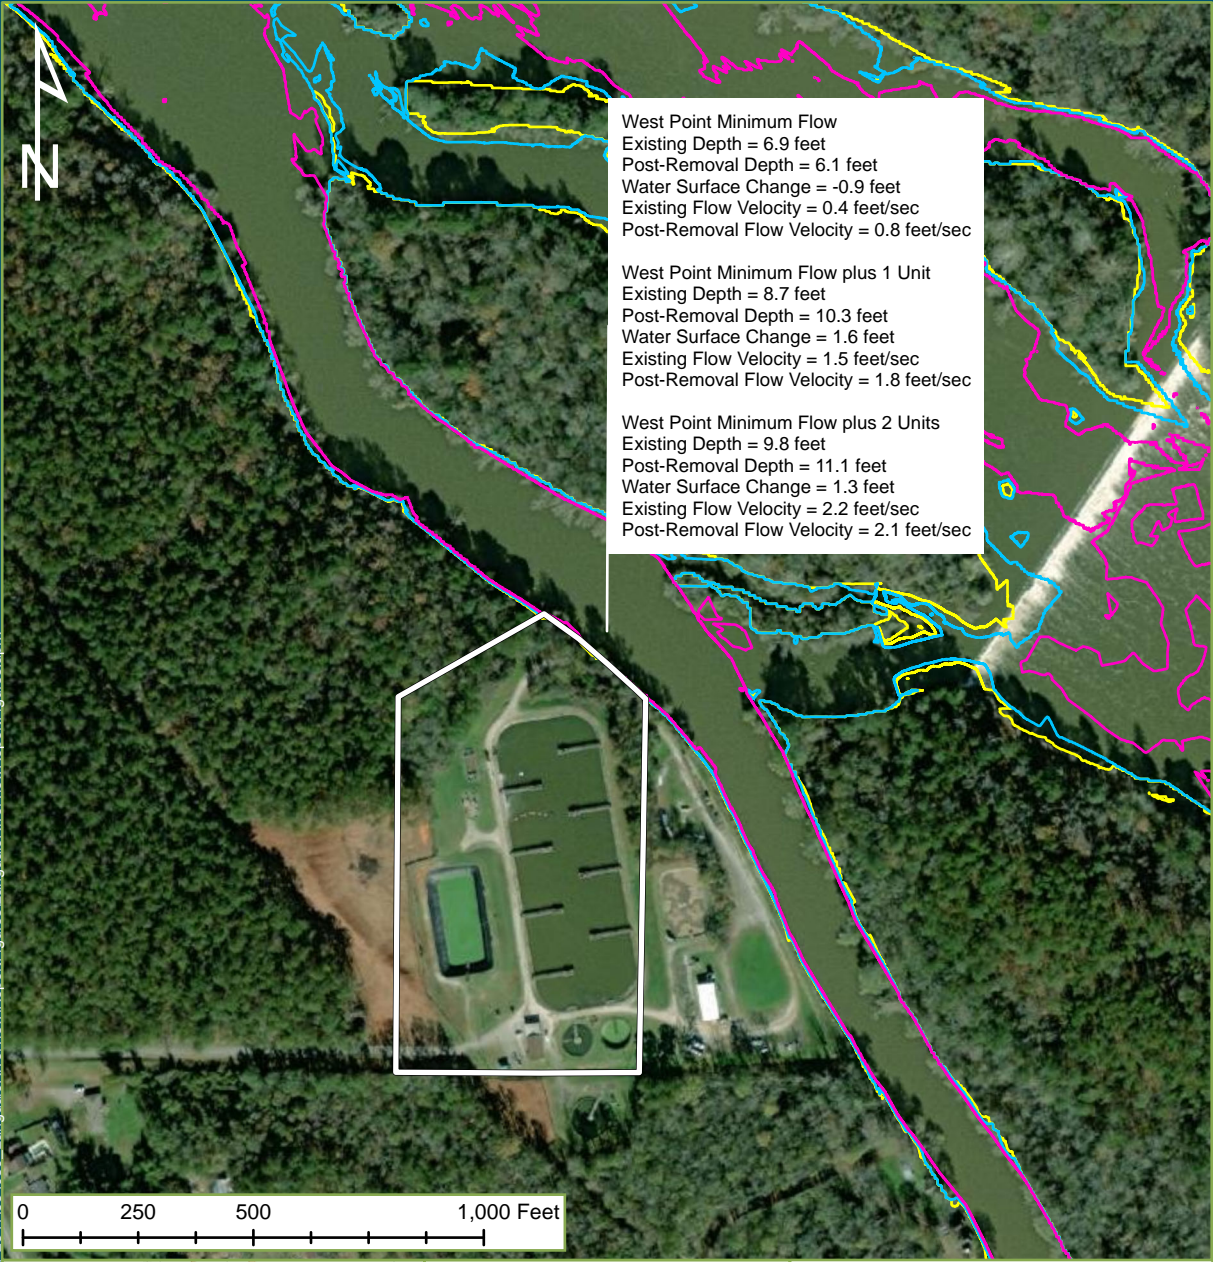 N
West Point Minimum Flow
Existing Depth = 6.9 feet
Post-Removal Depth = 6.1 feet
Water Surface Change = -0.9 feet
Existing Flow Velocity = 0.4 feet/sec
Post-Removal Flow Velocity = 0.8 feet/sec
West Point Minimum Flow plus 1 Unit
Existing Depth = 8.7 feet
Post-Removal Depth = 10.3 feet
Water Surface Change = 1.6 feet
Existing Flow Velocity = 1.5 feet/sec
Post-Removal Flow Velocity = 1.8 feet/sec
West Point Minimum Flow plus 2 Units
Existing Depth = 9.8 feet
Post-Removal Depth = 11.1 feet
Water Surface Change = 1.3 feet
Existing Flow Velocity = 2.2 feet/sec
Post-Removal Flow Velocity = 2.1 feet/sec
0 250 500 1,000 Feet